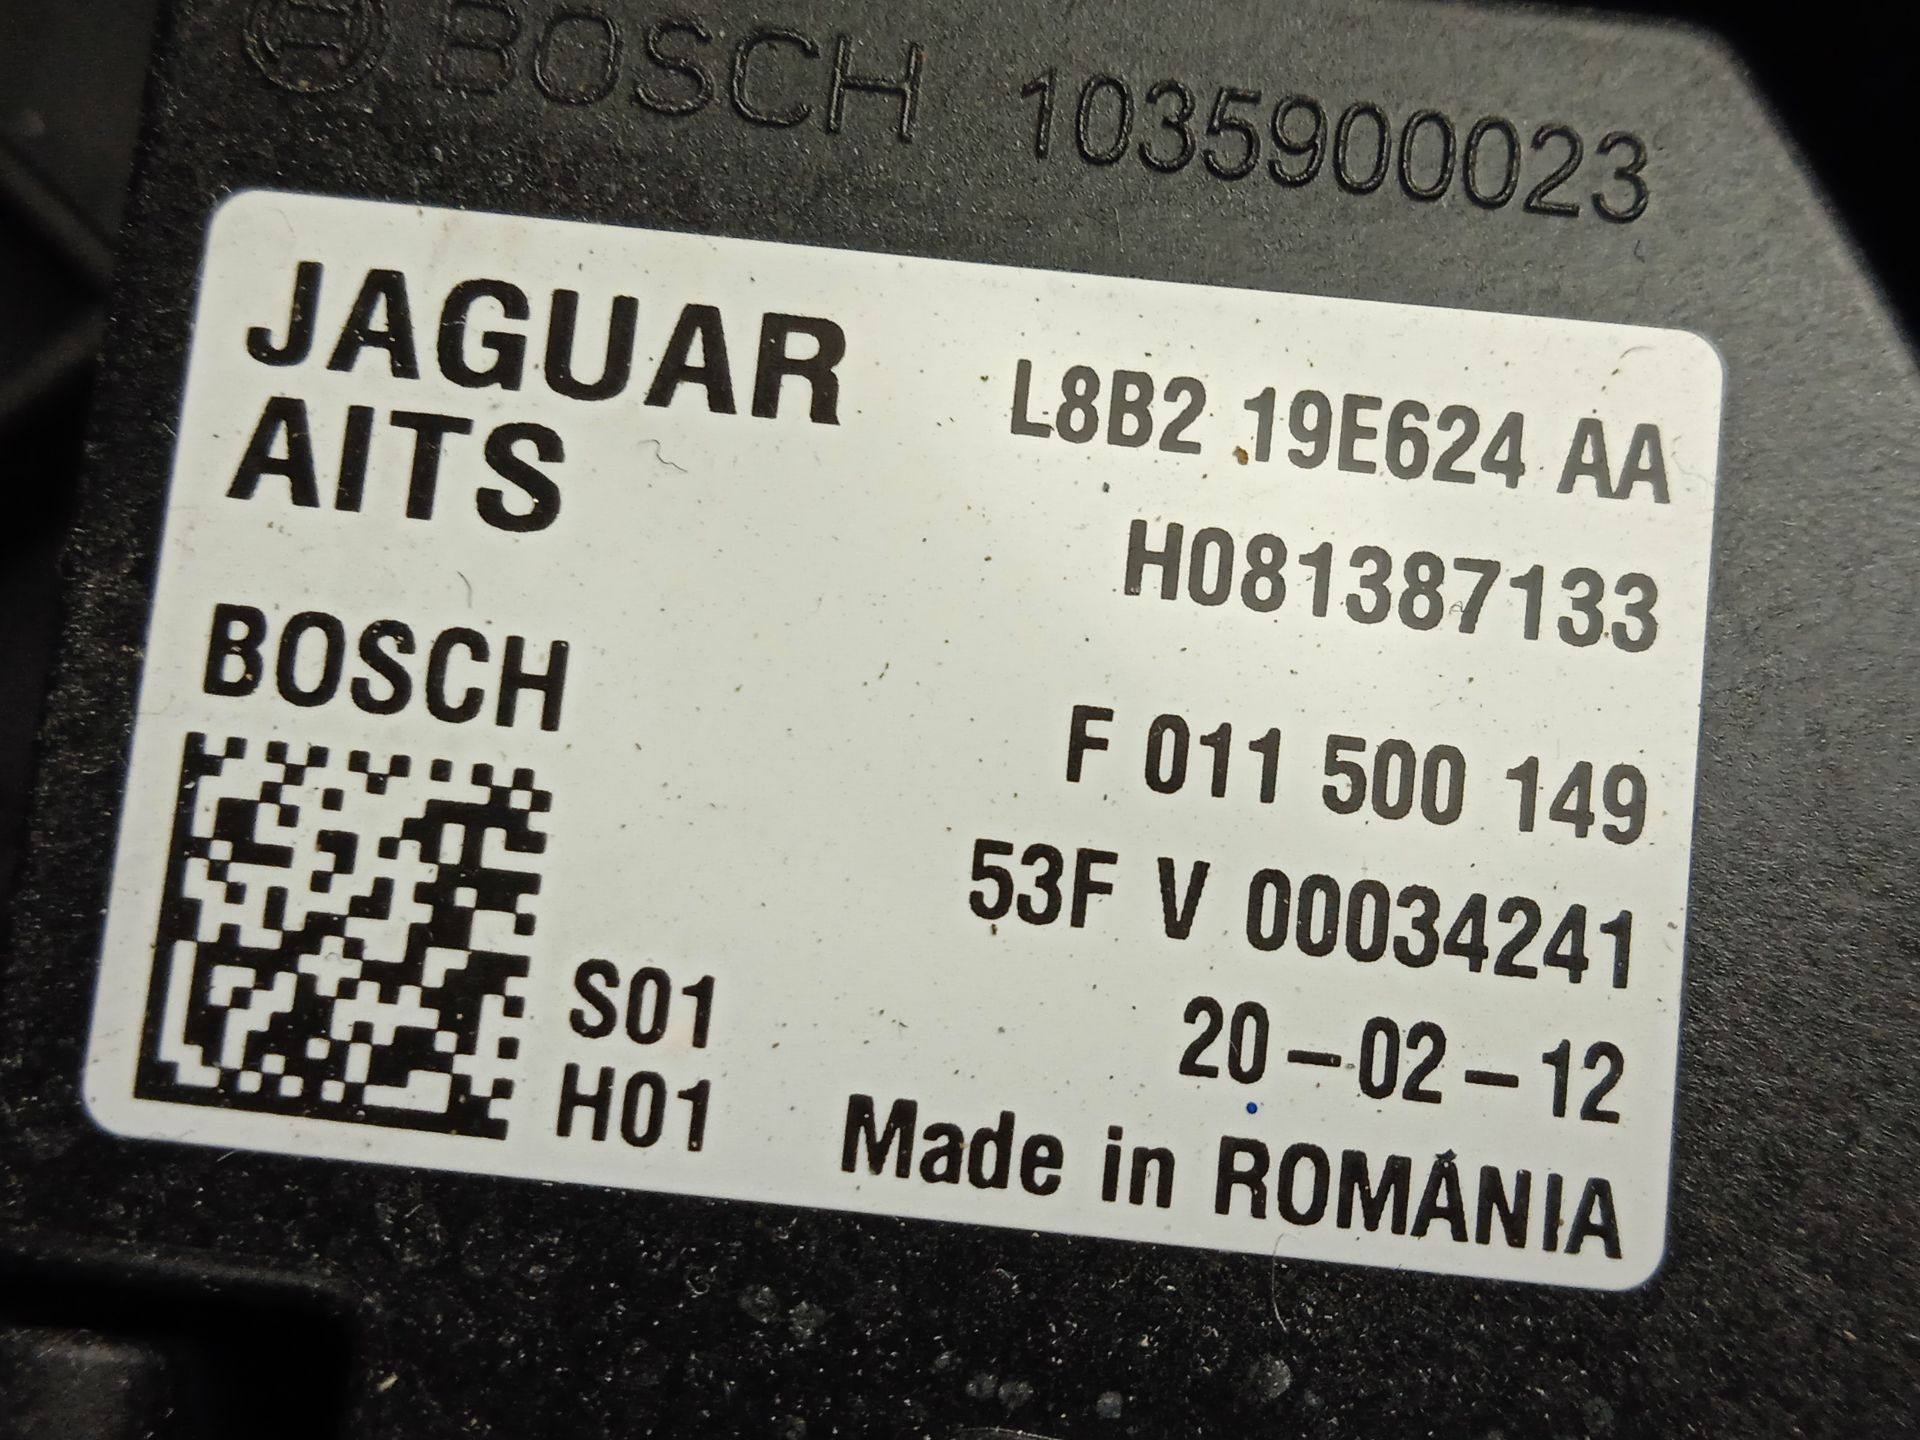 BOSCH 1035900023
JAGUAR
AITS
L8B2 19E624 AA
H081387133
BOSCH
F 011 500 149
53F V 00034241
S01
H01
20-02-12
Made in ROMÂNIA